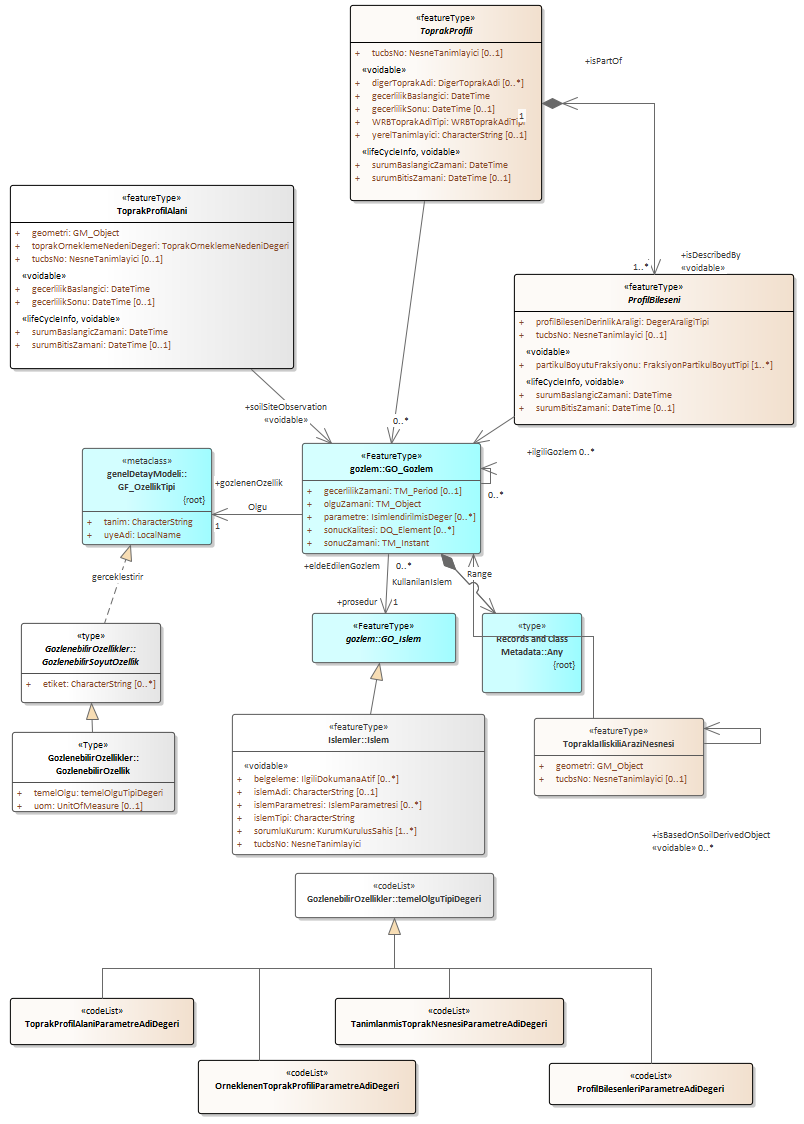 «featureType»
ToprakProfili
+ tucbsNo: NesneTanimlayici [0..1]
«voidable»
+ digerToprakAdi: DigerToprakAdi [0..*]
+ gecerlilikBaslangici: DateTime
+ gecerlilikSonu: DateTime [0..1]
+ WRBToprakAdiTipi: WRBToprakAdiTipi
+ yerelTanimlayici: CharacterString [0..1]
«lifeCycleInfo, voidable»
+ surumBaslangicZamani: DateTime
+ surumBitisZamani: DateTime [0..1]
+isPartOf
1
«featureType»
ToprakProfilAlani
+ geometri: GM_Object
+ toprakOrneklemeNedeniDegeri: ToprakOrneklemeNedeniDegeri
+ tucbsNo: NesneTanimlayici [0..1]
«voidable»
+ gecerlilikBaslangici: DateTime
+ gecerlilikSonu: DateTime [0..1]
«lifeCycleInfo, voidable»
+ surumBaslangicZamani: DateTime
+ surumBitisZamani: DateTime [0..1]
1..*
+isDescribedBy
«voidable»
«featureType»
ProfilBileseni
+ profilBileseniDerinlikAraligi: DegerAraligiTipi
+ tucbsNo: NesneTanimlayici [0..1]
«voidable»
+ partikulBoyutuFraksiyonu: FraksiyonPartikulBoyutTipi [1..*]
«lifeCycleInfo, voidable»
+ surumBaslangicZamani: DateTime
+ surumBitisZamani: DateTime [0..1]
+soilSiteObservation
«voidable»
0..*
«metaclass»
genelDetayModeli::
GF_OzellikTipi
{root}
+ tanim: CharacterString
+ uyeAdi: LocalName
+gozlenenOzellik
Olgu
1
«FeatureType»
gozlem::GO_Gozlem
+ gecerlilikZamani: TM_Period [0..1]
+ olguZamani: TM_Object
+ parametre: IsimlendirilmisDeger [0..*]
+ sonucKalitesi: DQ_Element [0..*]
+ sonucZamani: TM_Instant
+ilgiliGozlem 0..*
0..*
+eldeEdilenGozlem 0..*
KullanilanIslem
Range
+prosedur 1
gerceklestirir
«type»
GozlenebilirOzellikler::
GozlenebilirSoyutOzellik
+ etiket: CharacterString [0..*]
«FeatureType»
gozlem::GO_Islem
«type»
Records and Class
Metadata::Any
{root}
«Type»
GozlenebilirOzellikler::
GozlenebilirOzellik
+ temelOlgu: temelOlguTipiDegeri
+ uom: UnitOfMeasure [0..1]
«featureType»
Islemler::Islem
«voidable»
+ belgeleme: IlgiliDokumanaAtif [0..*]
+ islemAdi: CharacterString [0..1]
+ islemParametresi: IslemParametresi [0..*]
+ islemTipi: CharacterString
+ sorumluKurum: KurumKurulusSahis [1..*]
+ tucbsNo: NesneTanimlayici
«featureType»
ToprakIaIliskiliAraziNesnesi
+ geometri: GM_Object
+ tucbsNo: NesneTanimlayici [0..1]
+isBasedOnSoilDerivedObject
«voidable» 0..*
«codeList»
GozlenebilirOzellikler::temelOlguTipiDegeri
«codeList»
ToprakProfilAlaniParametreAdiDegeri
«codeList»
TanimlanmisToprakNesnesiParametreAdiDegeri
«codeList»
OrneklenenToprakProfiliParametreAdiDegeri
«codeList»
ProfilBilesenleriParametreAdiDegeri